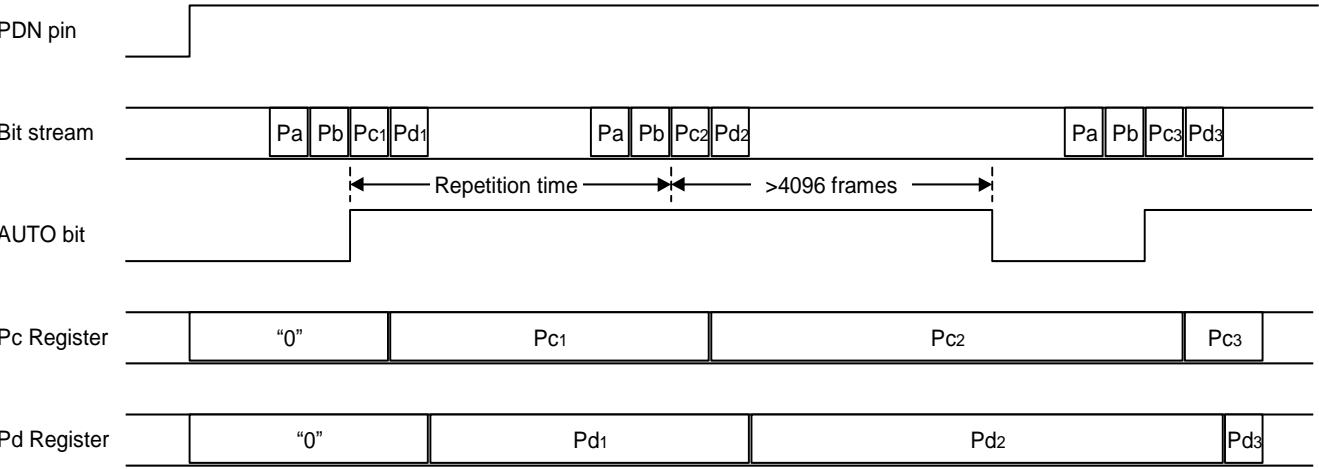 PDN pin
Bit stream Pa Pb Pc1 Pd1 Pa Pb Pc2 Pd2 Pa Pb Pc3 Pd3
Repetition time >4096 frames
AUTO bit
Pc Register “0” Pc1 Pc2 Pc3
Pd Register “0” Pd1 Pd2 Pd3